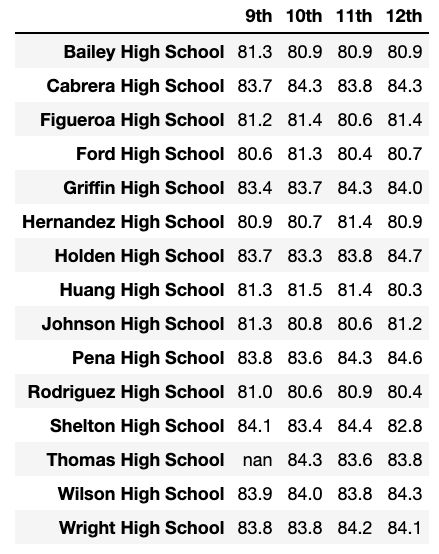 9th 10th 11th 12th
Bailey High School 81.3 80.9 80.9 80.9
Cabrera High School 83.7 84.3 83.8 84.3
Figueroa High School 81.2 81.4 80.6 81.4
Ford High School 80.6 81.3 80.4 80.7
Griffin High School 83.4 83.7 84.3 84.0
Hernandez High School 80.9 80.7 81.4 80.9
Holden High School 83.7 83.3 83.8 84.7
Huang High School 81.3 81.5 81.4 80.3
Johnson High School 81.3 80.8 80.6 81.2
Pena High School 83.8 83.6 84.3 84.6
Rodriguez High School 81.0 80.6 80.9 80.4
Shelton High School 84.1 83.4 84.4 82.8
Thomas High School nan 84.3 83.6 83.8
Wilson High School 83.9 84.0 83.8 84.3
Wright High School 83.8 83.8 84.2 84.1